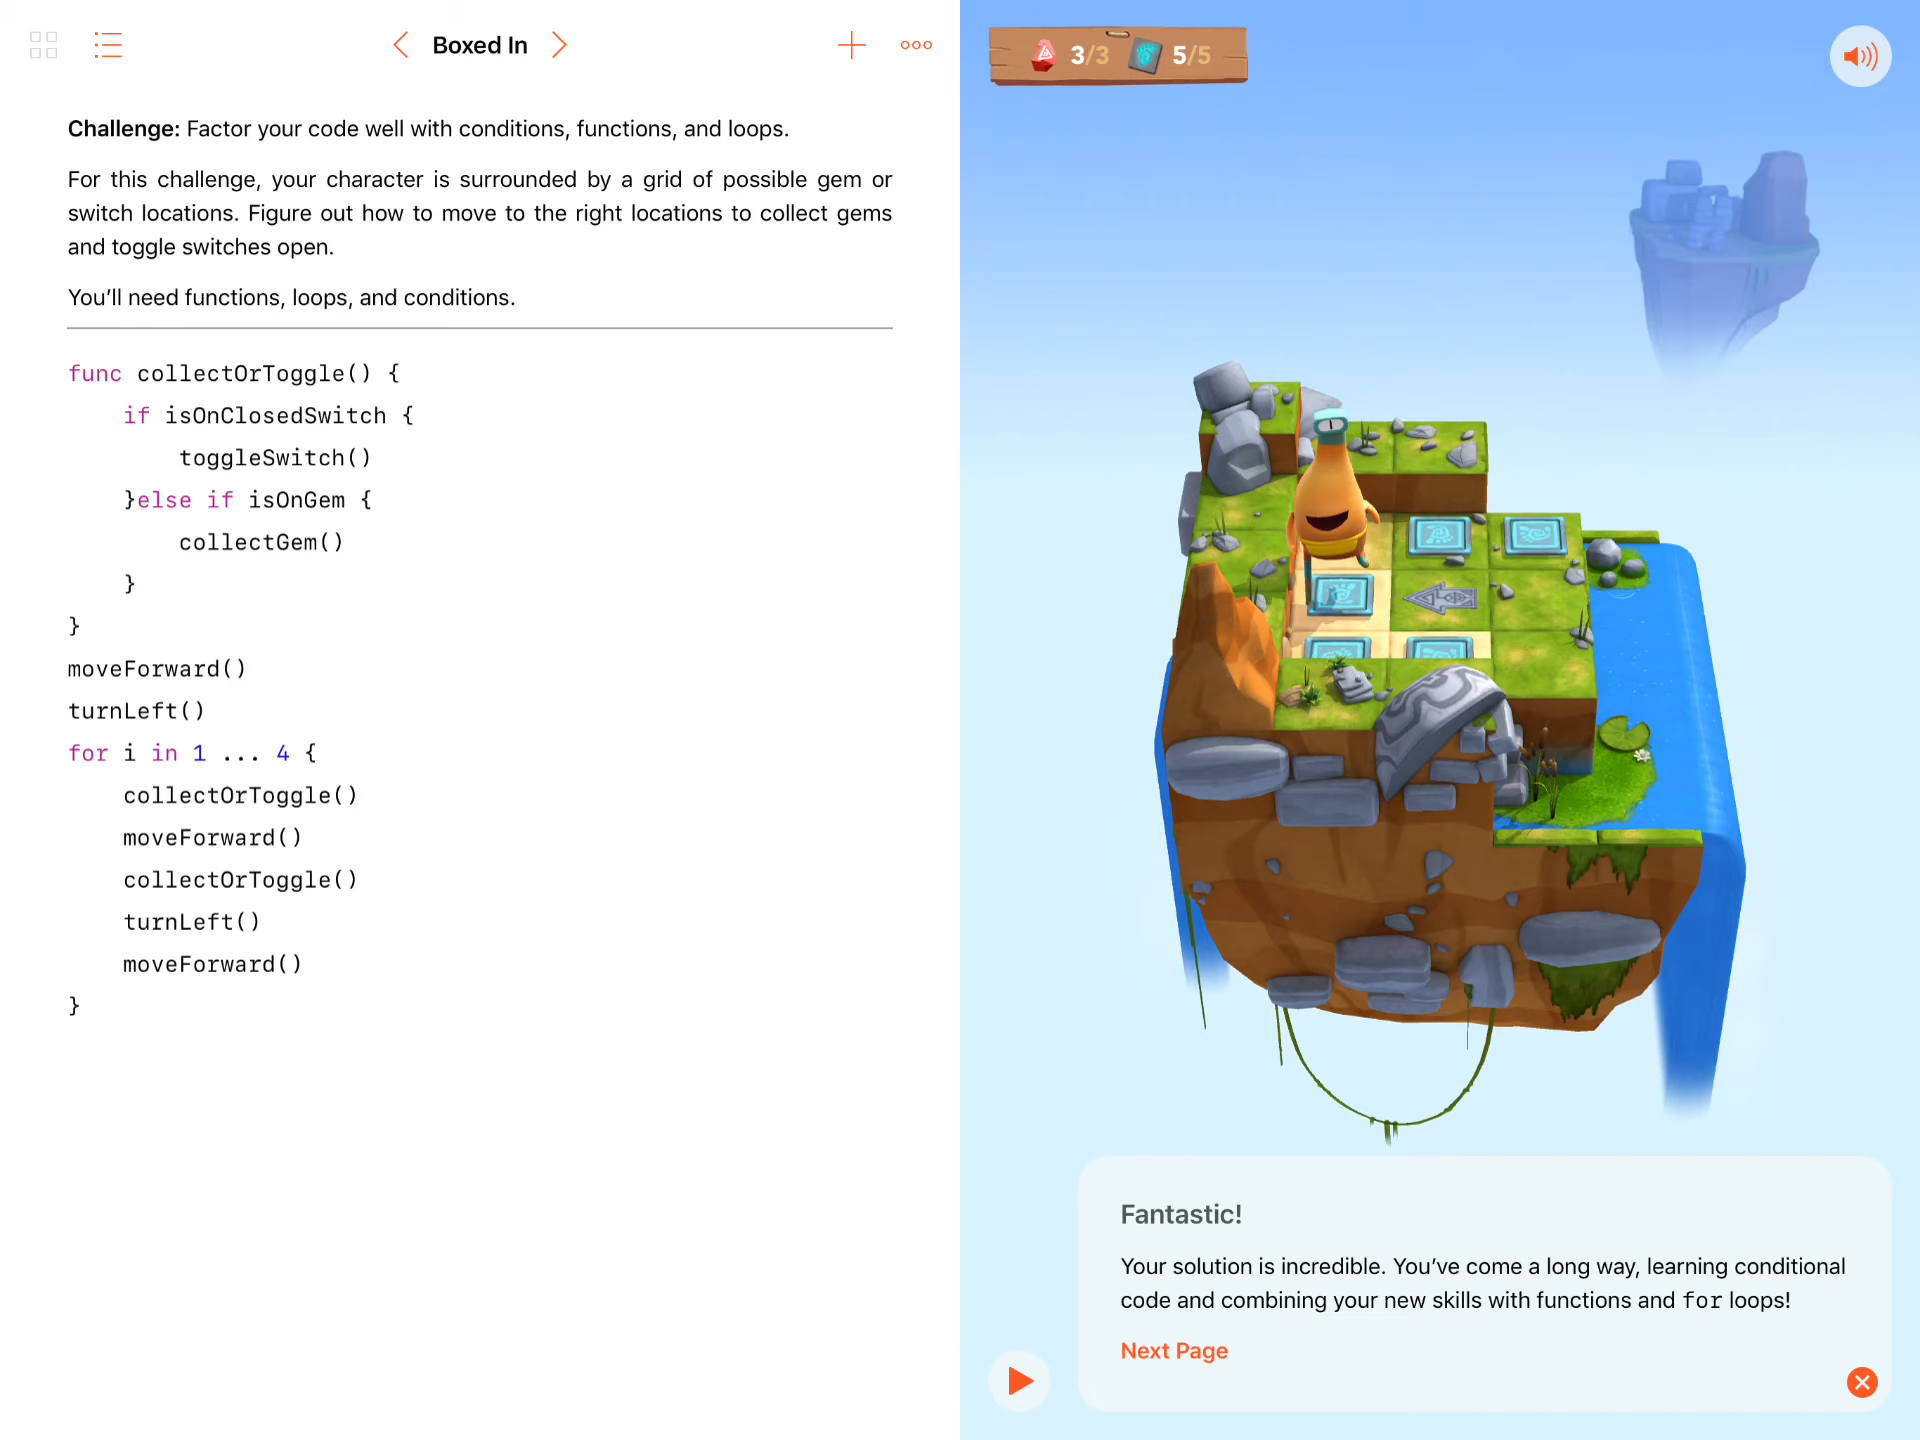 Boxed In
3/3 5/5
Challenge: Factor your code well with conditions, functions, and loops.
For this challenge, your character is surrounded by a grid of possible gem or
switch locations. Figure out how to move to the right locations to collect gems
and toggle switches open.
You’ll need functions, loops, and conditions.
func collectOrToggle() {
    if isOnClosedSwitch {
        toggleSwitch()
    }else if isOnGem {
        collectGem()
    }
}
moveForward()
turnLeft()
for i in 1 ... 4 {
    collectOrToggle()
    moveForward()
    collectOrToggle()
    turnLeft()
    moveForward()
}
Fantastic!
Your solution is incredible. You’ve come a long way, learning conditional
code and combining your new skills with functions and for loops!
Next Page